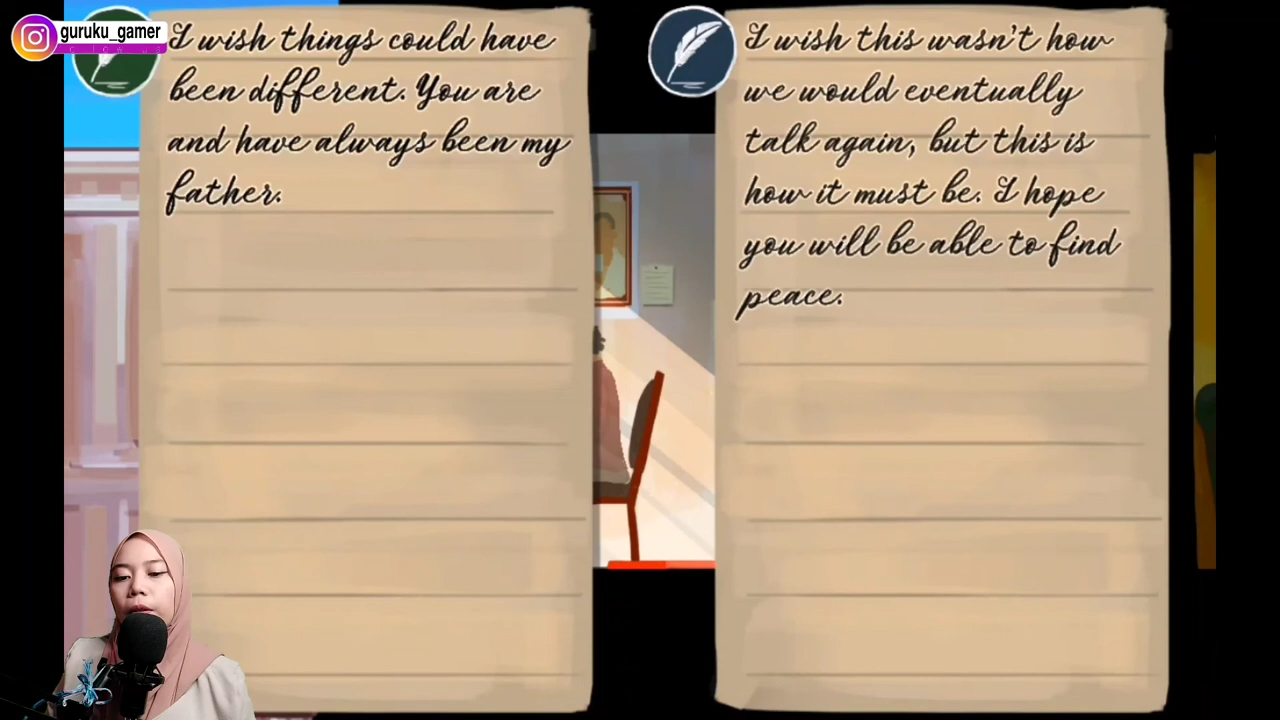 guruku_gamer
I wish things could have
been different. You are
and have always been my
father.
I wish this wasn't how
we would eventually
talk again, but this is
how it must be. I hope
you will be able to find
peace.